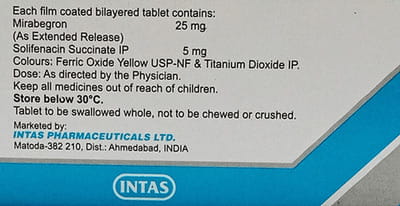 Each film coated bilayered tablet contains:
Mirabegron 25 mg
(As Extended Release)
Solifenacin Succinate IP 5 mg
Colours: Ferric Oxide Yellow USP-NF & Titanium Dioxide IP.
Dose: As directed by the Physician.
Keep all medicines out of reach of children.
Store below 30°C.
Tablet to be swallowed whole, not to be chewed or crushed.
Marketed by:
INTAS PHARMACEUTICALS LTD.
Matoda-382 210, Dist.: Ahmedabad, INDIA
INTAS